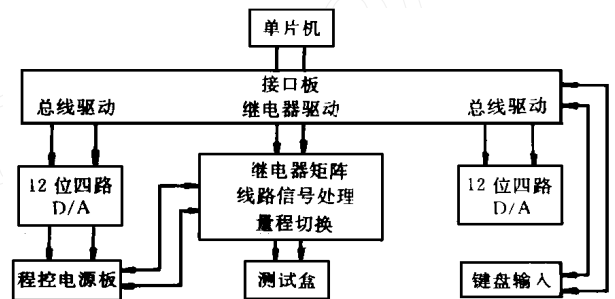 单片机
接口板
总线驱动
继电器驱动
总线驱动
12位四路
D/A
继电器矩阵
线路信号处理
量程切换
12位四路
D/A
程控电源板
测试盒
键盘输入